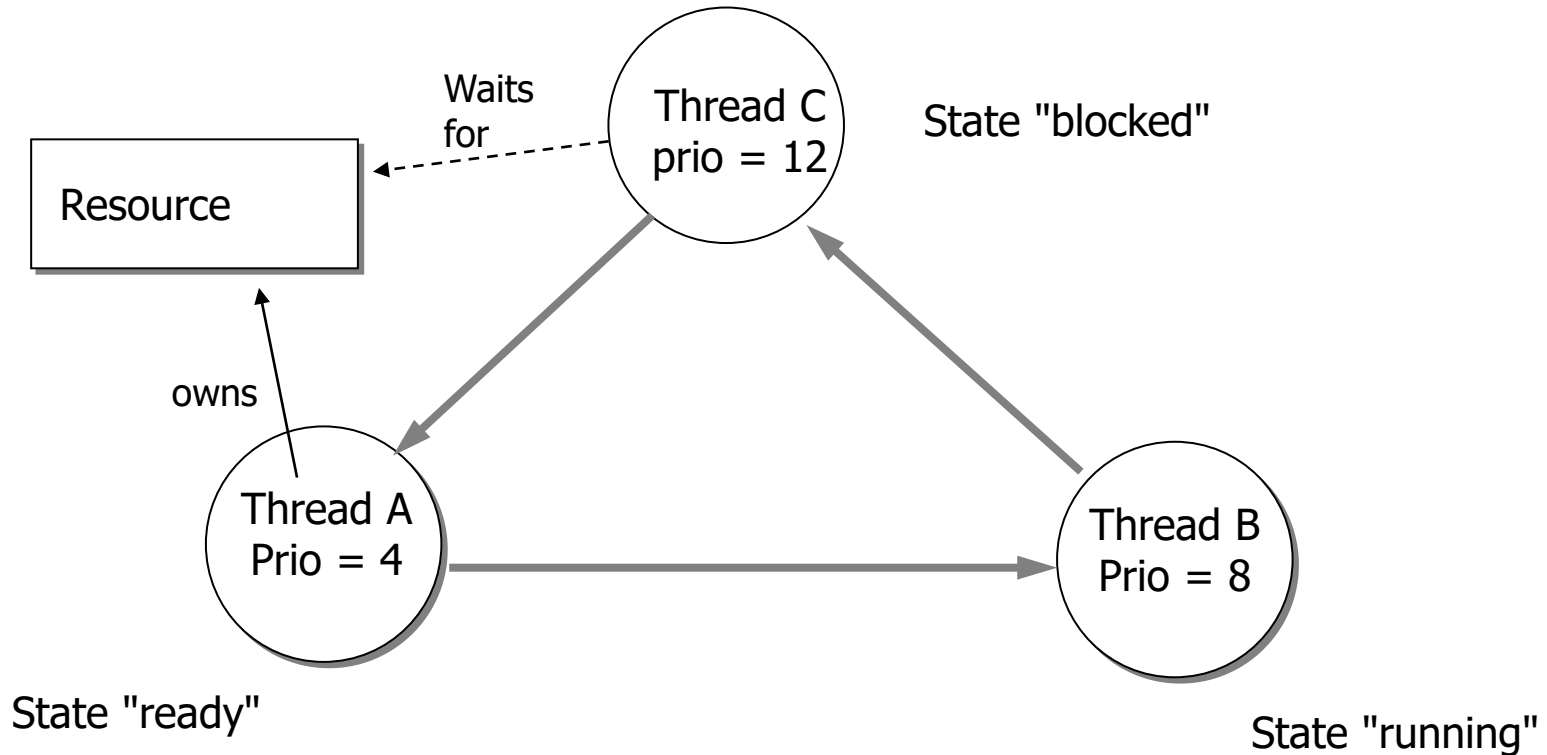 Waits
for
Thread C
prio = 12
State "blocked"
Resource
owns
Thread A
Prio = 4
Thread B
Prio = 8
State "ready"
State "running"